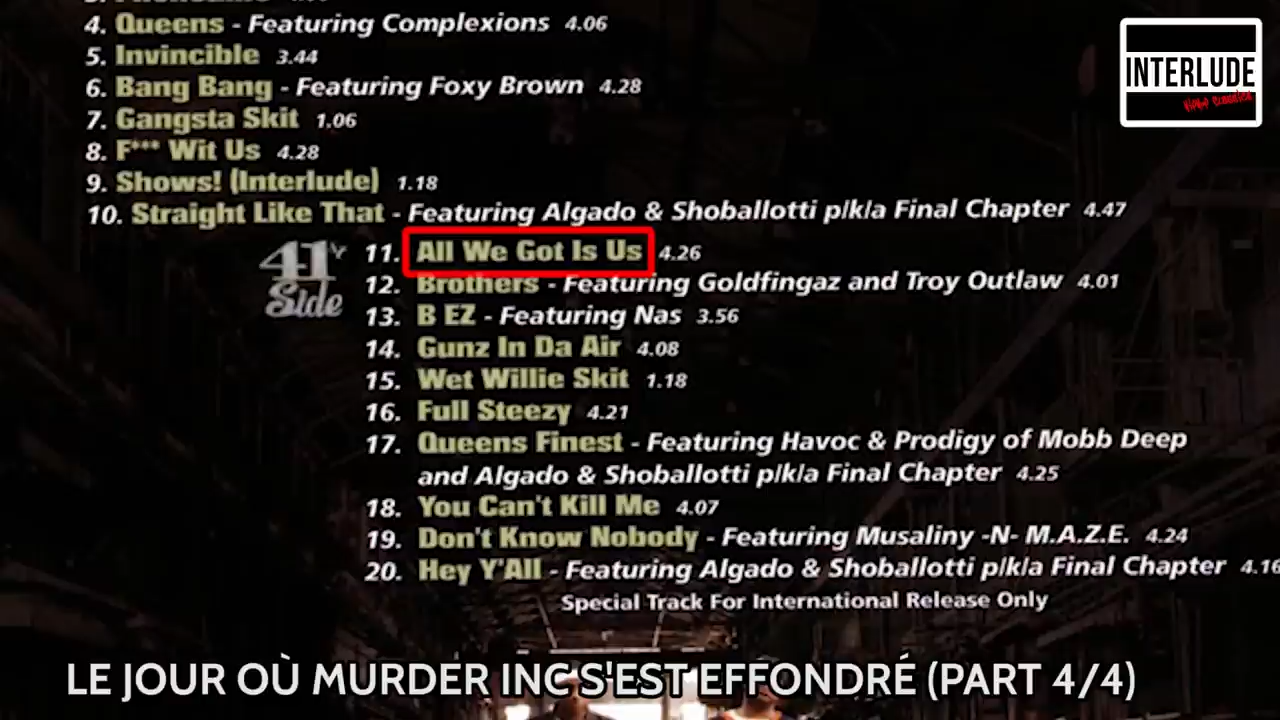 4. Queens - Featuring Complexions 4.06
5. Invincible 3.44
6. Bang Bang - Featuring Foxy Brown 4.28
7. Gangsta Skit 1.06
8. F*** Wit Us 4.28
9. Shows! (Interlude) 1.18
10. Straight Like That - Featuring Algado & Shoballotti p/k/a Final Chapter 4.47
41st Side
11. All We Got Is Us 4.26
12. Brothers - Featuring Goldfingaz and Troy Outlaw 4.01
13. B EZ - Featuring Nas 3.56
14. Gunz In Da Air 4.08
15. Wet Willie Skit 1.18
16. Full Steezy 4.21
17. Queens Finest - Featuring Havoc & Prodigy of Mobb Deep
and Algado & Shoballotti p/k/a Final Chapter 4.25
18. You Can't Kill Me 4.07
19. Don't Know Nobody - Featuring Musaliny -N- M.A.Z.E. 4.24
20. Hey Y'All - Featuring Algado & Shoballotti p/k/a Final Chapter 4.16
Special Track For International Release Only
INTERLUDE
LE JOUR OÙ MURDER INC S'EST EFFONDRÉ (PART 4/4)